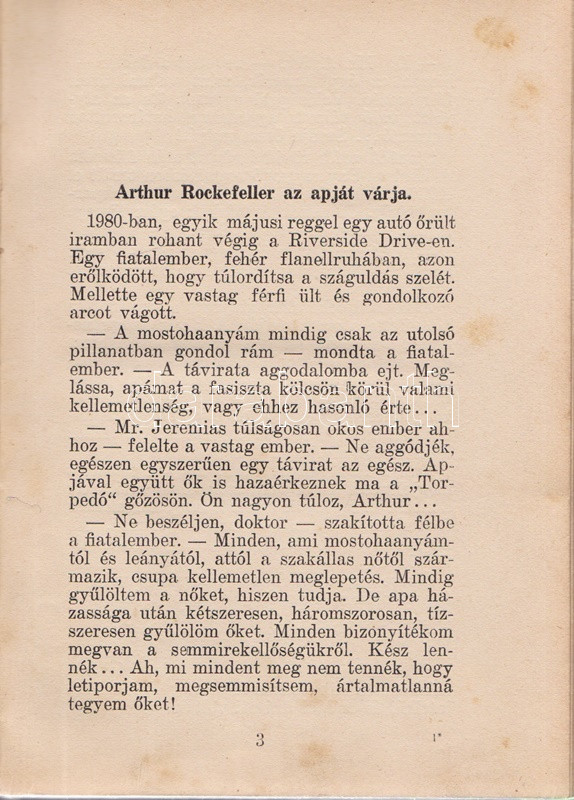 Arthur Rockefeller az apját várja.
1980-ban, egyik májusi reggel egy autó őrült
iramban rohant végig a Riverside Drive-en.
Egy fiatalember, fehér flanellruhában, azon
erőlködött, hogy túlordítsa a száguldás szelét.
Mellette egy vastag férfi ült és gondolkozó
arcot vágott.
— A mostohaanyám mindig csak az utolsó
pillanatban gondol rám — mondta a fiatal-
ember. — A távirata aggodalomba ejt. Meg-
lássa, apámat a fasiszta kölcsön körül valami
kellemetlenség, vagy ehhez hasonló érte...
— Mr. Jeremiás túlságosan okos ember ah-
hoz — felelte a vastag ember. — Ne aggódjék,
egészen egyszerűen egy távirat az egész. Ap-
jával együtt ők is hazaérkeznek ma a „Tor-
pedó“ gőzösön. Ön nagyon túloz, Arthur...
— Ne beszéljen, doktor — szakította félbe
a fiatalember. — Minden, ami mostohaanyám-
tól és leányától, attól a szakállas nőtől szár-
mazik, csupa kellemetlen meglepetés. Mindig
gyűlöltem a nőket, hiszen tudja. De apa há-
zassága után kétszeresen, háromszorosan, tíz-
szeresen gyűlölöm őket. Minden bizonyítékom
megvan a semmirekellőségükről. Kész len-
nék... Ah, mi mindent meg nem tennék, hogy
letiporjam, megsemmisítsem, ártalmatlanná
tegyem őket!
3 1*
darabanth